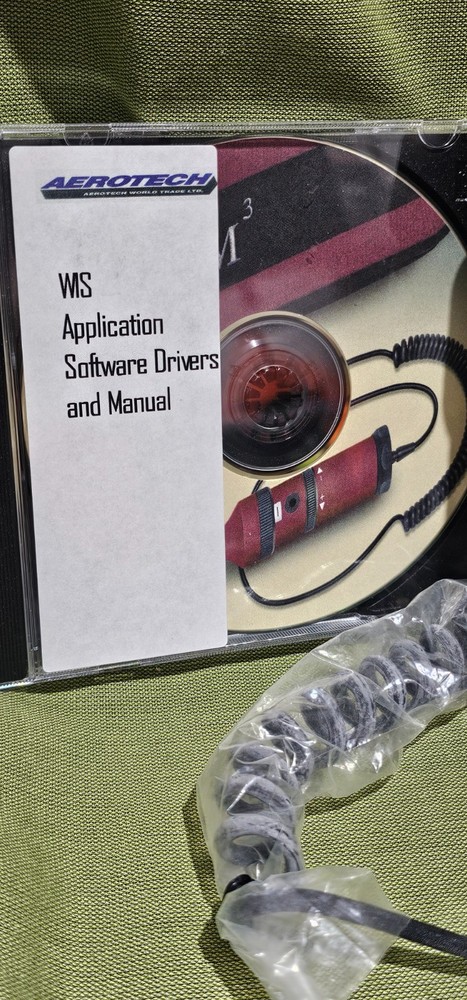 AEROTECH
AEROTECH WORLD TRADE LTD.
WIS
Application
Software Drivers
and Manual
M³